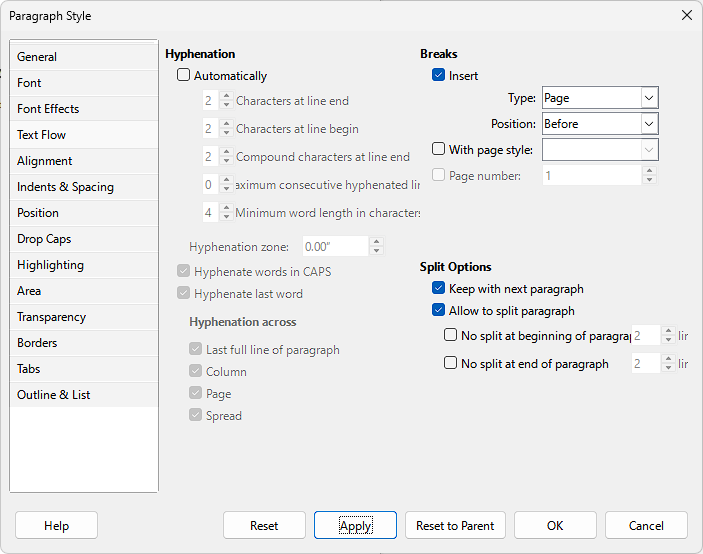 Paragraph Style
General
Font
Font Effects
Text Flow
Alignment
Indents & Spacing
Position
Drop Caps
Highlighting
Area
Transparency
Borders
Tabs
Outline & List
Hyphenation
Automatically
2 Characters at line end
2 Characters at line begin
2 Compound characters at line end
0 aximum consecutive hyphenated lin
4 Minimum word length in characters
Hyphenation zone: 0.00"
Hyphenate words in CAPS
Hyphenate last word
Hyphenation across
Last full line of paragraph
Column
Page
Spread
Breaks
Insert
Type: Page
Position: Before
With page style:
Page number: 1
Split Options
Keep with next paragraph
Allow to split paragraph
No split at beginning of paragra 2 lin
No split at end of paragraph 2 lin
Help
Reset
Apply
Reset to Parent
OK
Cancel